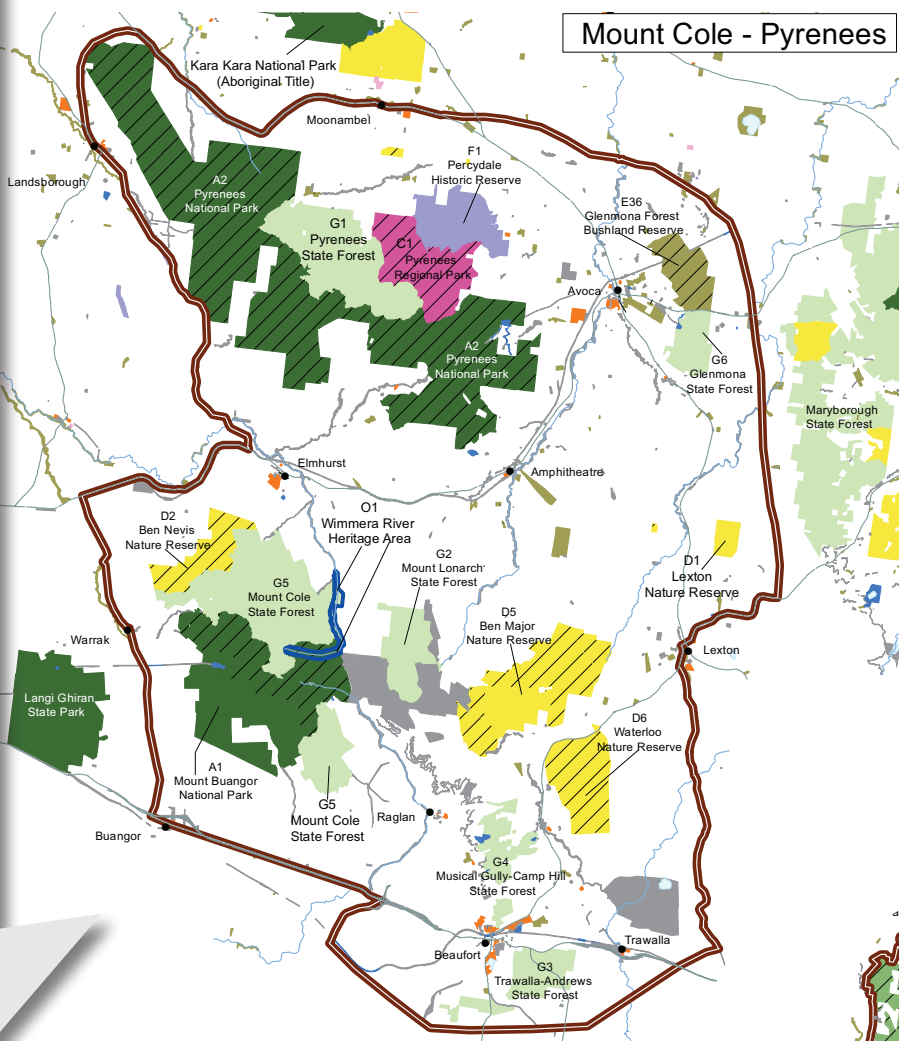 Mount Cole - Pyrenees
Kara Kara National Park
(Aboriginal Title)
Moonambel
Landsborough
F1
Percydale
Historic Reserve
A2
Pyrenees
National Park
G1
Pyrenees
State Forest
C1
Pyrenees
Regional Park
E36
Glenmona Forest
Bushland Reserve
Avoca
A2
Pyrenees
National Park
G6
Glenmona
State Forest
Maryborough
State Forest
Elmhurst
Amphitheatre
O1
Wimmera River
Heritage Area
D2
Ben Nevis
Nature Reserve
G2
Mount Lonarch
State Forest
D1
Lexton
Nature Reserve
G5
Mount Cole
State Forest
D5
Ben Major
Nature Reserve
Warrak
Lexton
Langi Ghiran
State Park
D6
Waterloo
Nature Reserve
A1
Mount Buangor
National Park
G5
Mount Cole
State Forest
Raglan
Buangor
G4
Musical Gully-Camp Hill
State Forest
Beaufort
Trawalla
G3
Trawalla-Andrews
State Forest